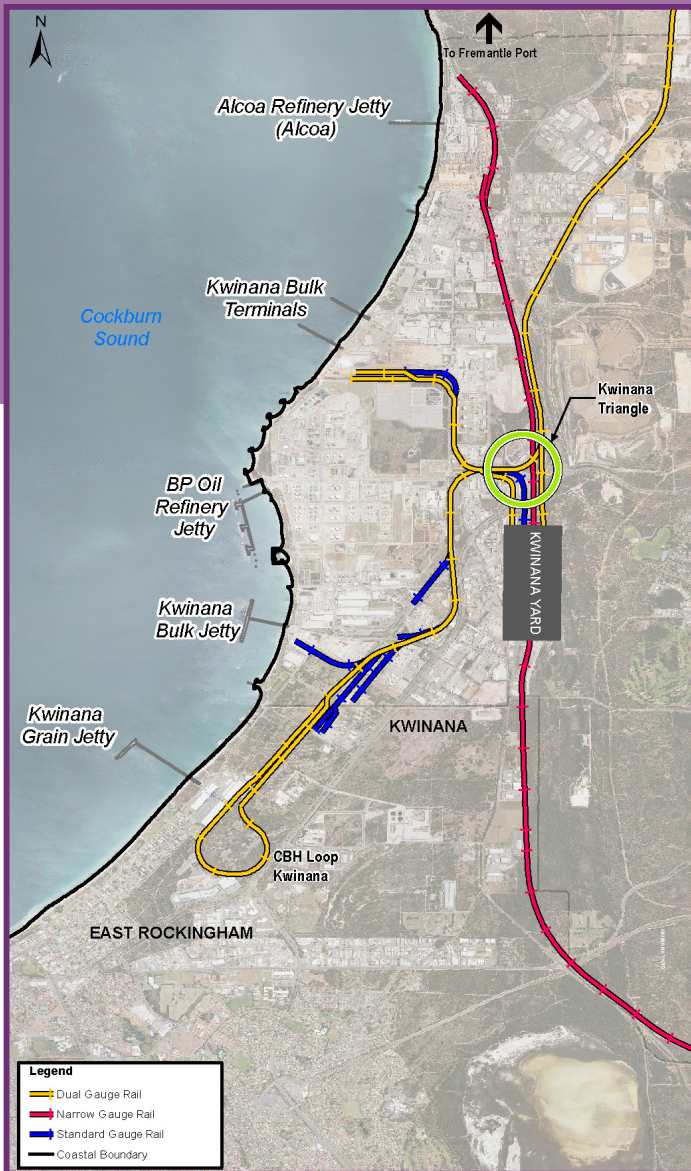 N
To Fremantle Port
Alcoa Refinery Jetty
(Alcoa)
Kwinana Bulk
Terminals
Cockburn
Sound
Kwinana
Triangle
BP Oil
Refinery
Jetty
KWINANA YARD
Kwinana
Bulk Jetty
Kwinana
Grain Jetty
KWINANA
CBH Loop
Kwinana
EAST ROCKINGHAM
Legend
Dual Gauge Rail
Narrow Gauge Rail
Standard Gauge Rail
Coastal Boundary